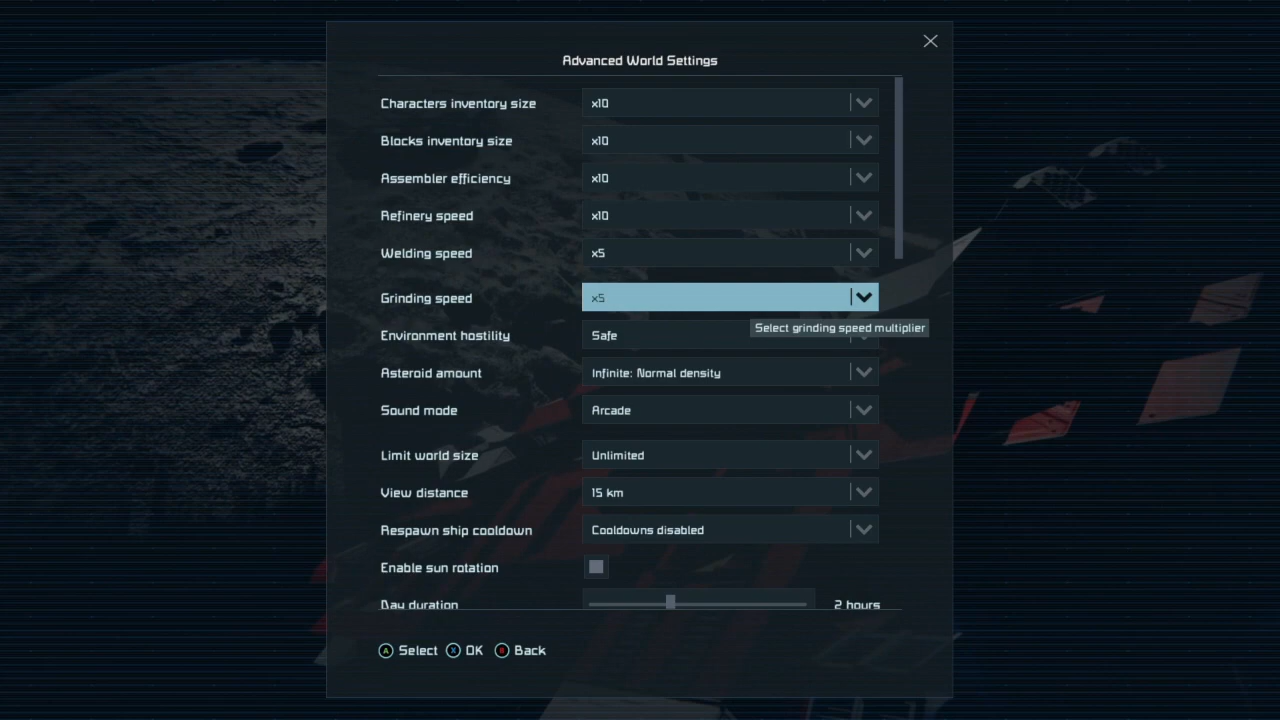 Advanced World Settings
Characters inventory size x10
Blocks inventory size x10
Assembler efficiency x10
Refinery speed x10
Welding speed x5
Grinding speed x5
Select grinding speed multiplier
Environment hostility Safe
Asteroid amount Infinite: Normal density
Sound mode Arcade
Limit world size Unlimited
View distance 15 km
Respawn ship cooldown Cooldowns disabled
Enable sun rotation
Day duration 2 hours
A Select X OK B Back